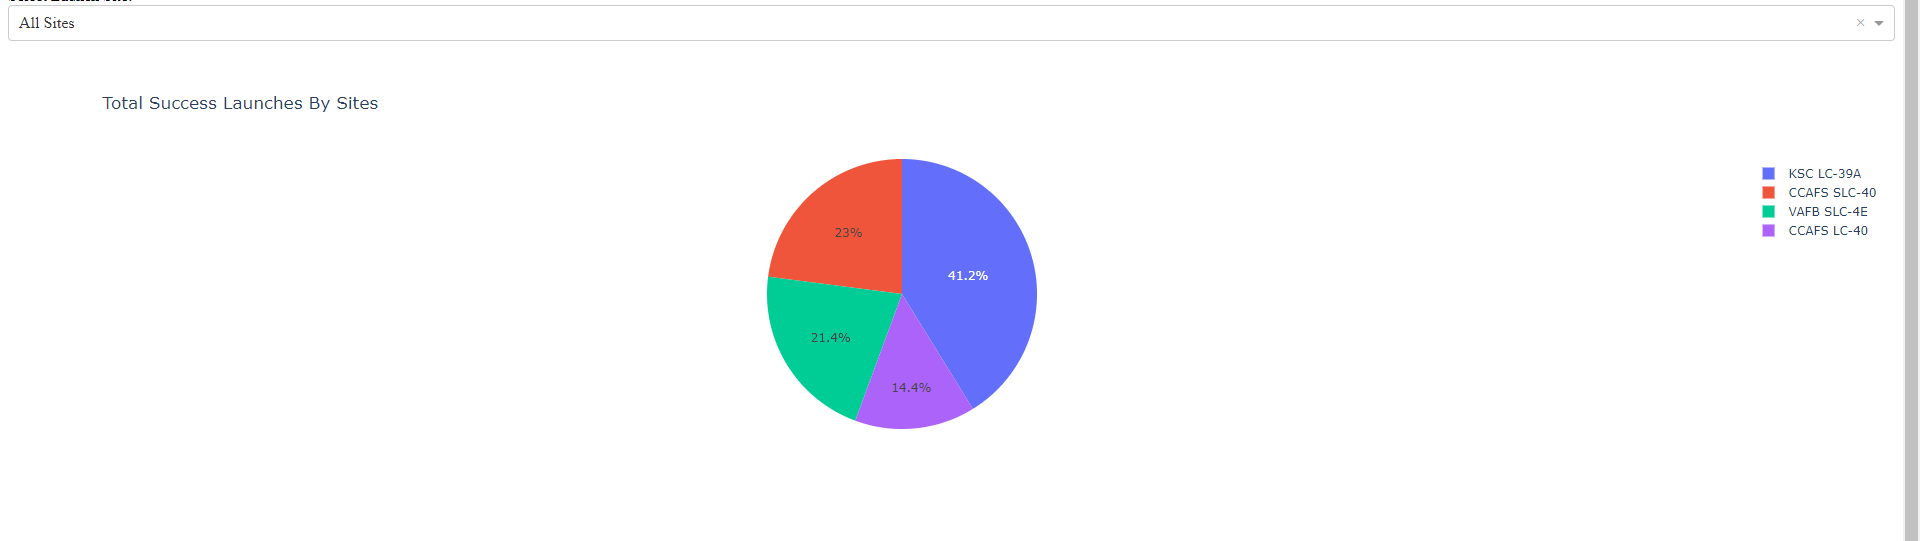 All Sites
Total Success Launches By Sites
KSC LC-39A
CCAFS SLC-40
VAFB SLC-4E
CCAFS LC-40
23%
41.2%
21.4%
14.4%